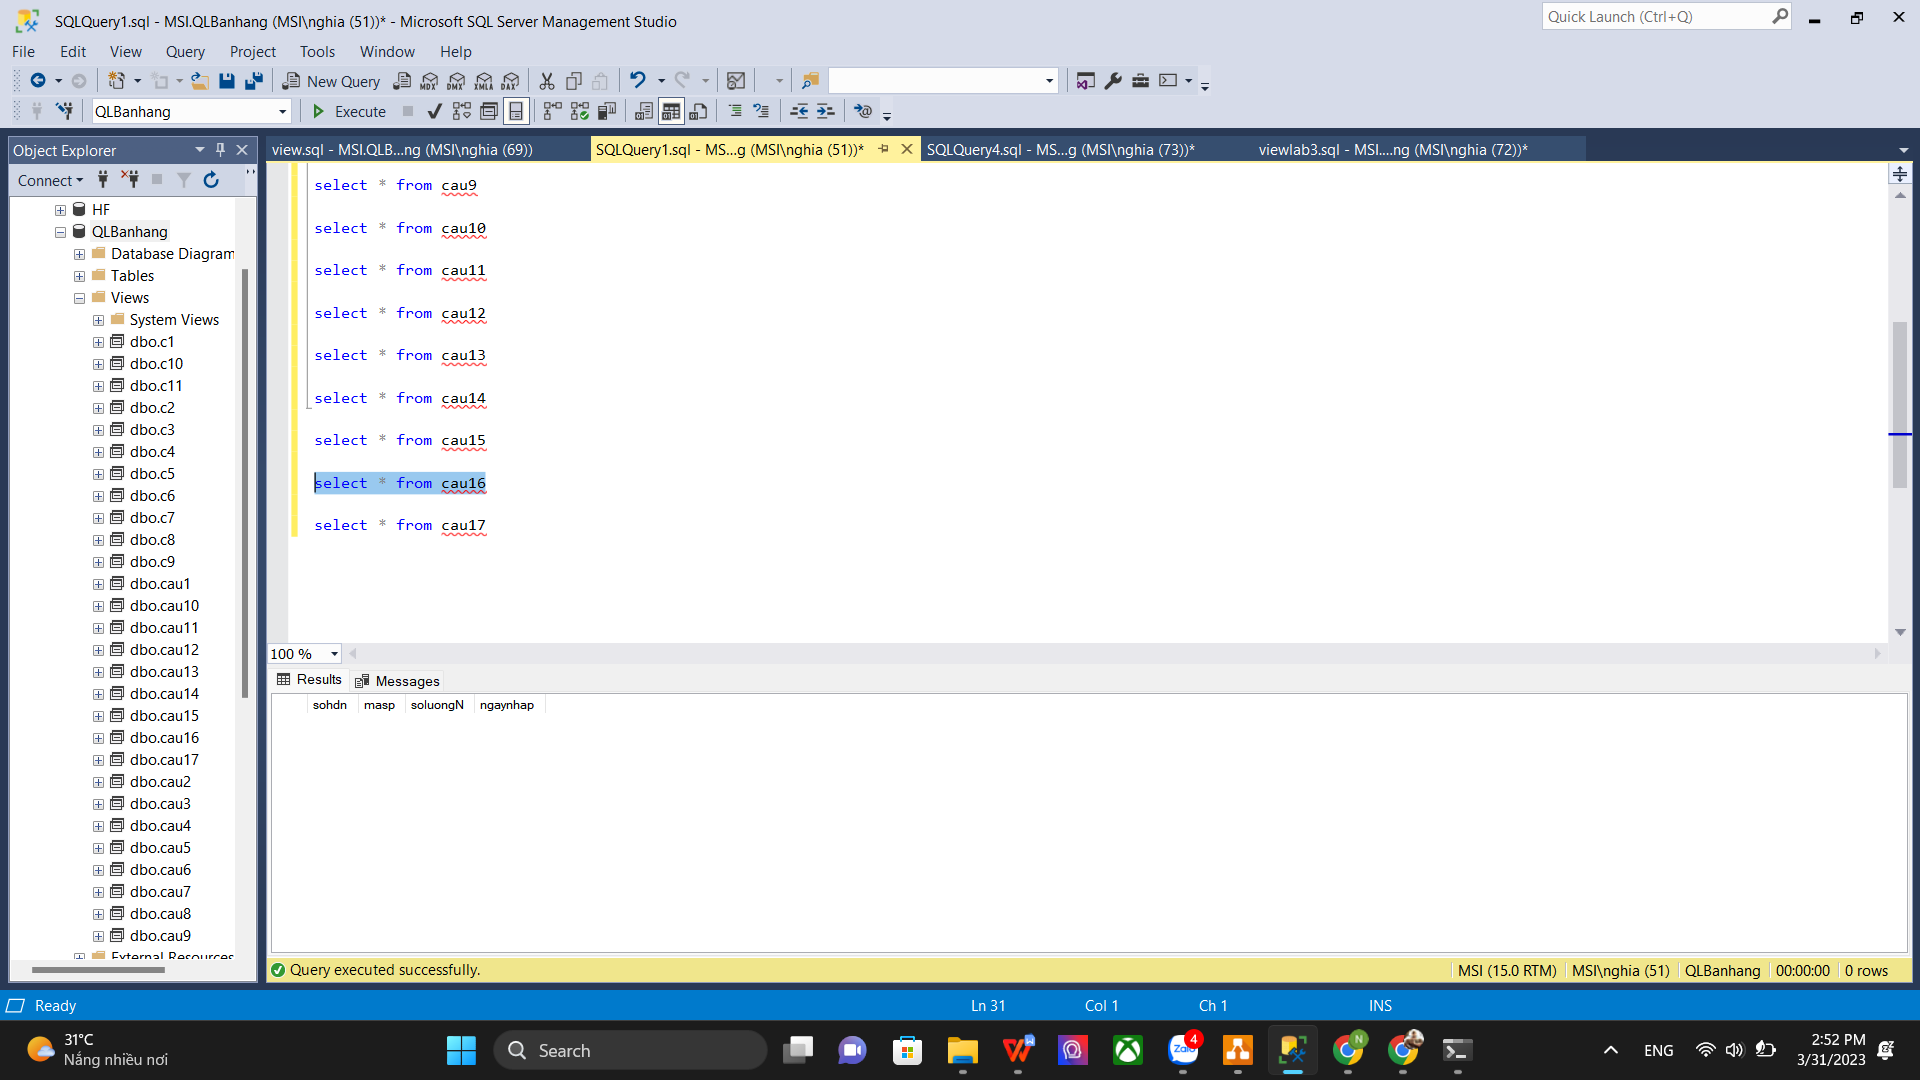 SQLQuery1.sql - MSI.QLBanhang (MSI\nghia (51))* - Microsoft SQL Server Management Studio
Quick Launch (Ctrl+Q)
File Edit View Query Project Tools Window Help
New Query
MDX DMX XMLA DAX
QLBanhang
Execute
Object Explorer
view.sql - MSI.QLB...ng (MSI\nghia (69))
SQLQuery1.sql - MS...g (MSI\nghia (51))*
SQLQuery4.sql - MS...g (MSI\nghia (73))*
viewlab3.sql - MSI....ng (MSI\nghia (72))*
Connect
HF
QLBanhang
Database Diagram
Tables
Views
System Views
dbo.c1
dbo.c10
dbo.c11
dbo.c2
dbo.c3
dbo.c4
dbo.c5
dbo.c6
dbo.c7
dbo.c8
dbo.c9
dbo.cau1
dbo.cau10
dbo.cau11
dbo.cau12
dbo.cau13
dbo.cau14
dbo.cau15
dbo.cau16
dbo.cau17
dbo.cau2
dbo.cau3
dbo.cau4
dbo.cau5
dbo.cau6
dbo.cau7
dbo.cau8
dbo.cau9
External Resources
select * from cau9
select * from cau10
select * from cau11
select * from cau12
select * from cau13
select * from cau14
select * from cau15
select * from cau16
select * from cau17
100 %
Results Messages
sohdn masp soluongN ngaynhap
Query executed successfully.
MSI (15.0 RTM) MSI\nghia (51) QLBanhang 00:00:00 0 rows
Ready
Ln 31 Col 1 Ch 1 INS
31°C
Nắng nhiều nơi
Search
Zalo
4
N
ENG
2:52 PM
3/31/2023